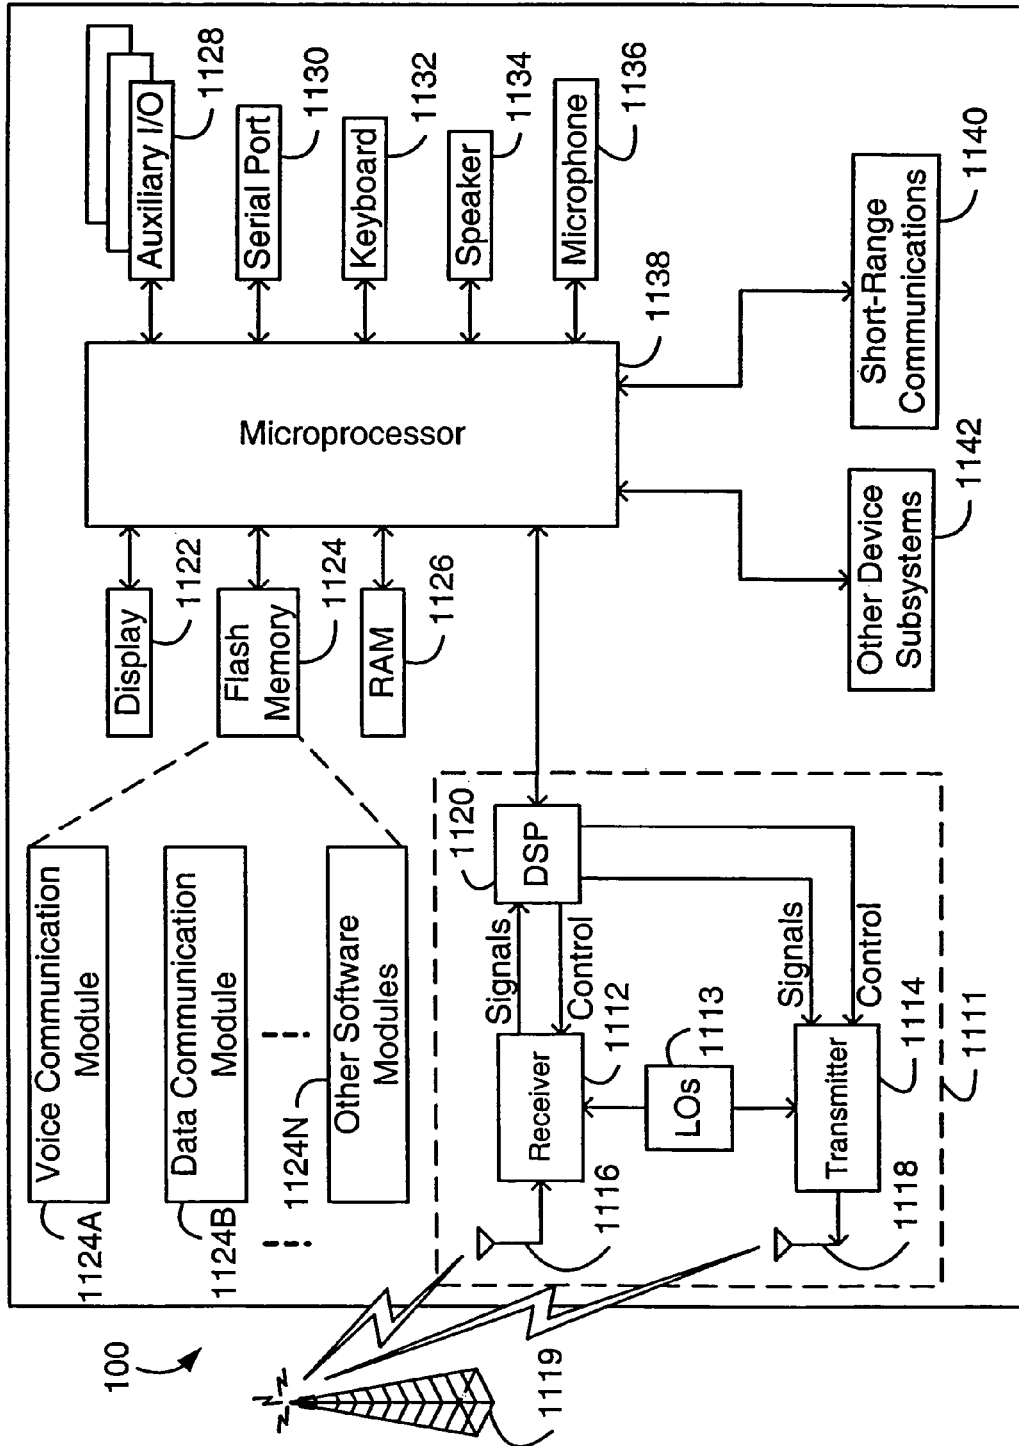 100
1124A
Voice Communication
Module
1124B
Data Communication
Module
1124N
Other Software
Modules
Display
1122
Flash
Memory
1124
RAM
1126
Microprocessor
1138
Auxiliary I/O
1128
Serial Port
1130
Keyboard
1132
Speaker
1134
Microphone
1136
1119
1116
Receiver
1112
Signals
Control
DSP
1120
LOs
1113
1118
Transmitter
1114
Signals
Control
1111
Other Device
Subsystems
1142
Short-Range
Communications
1140